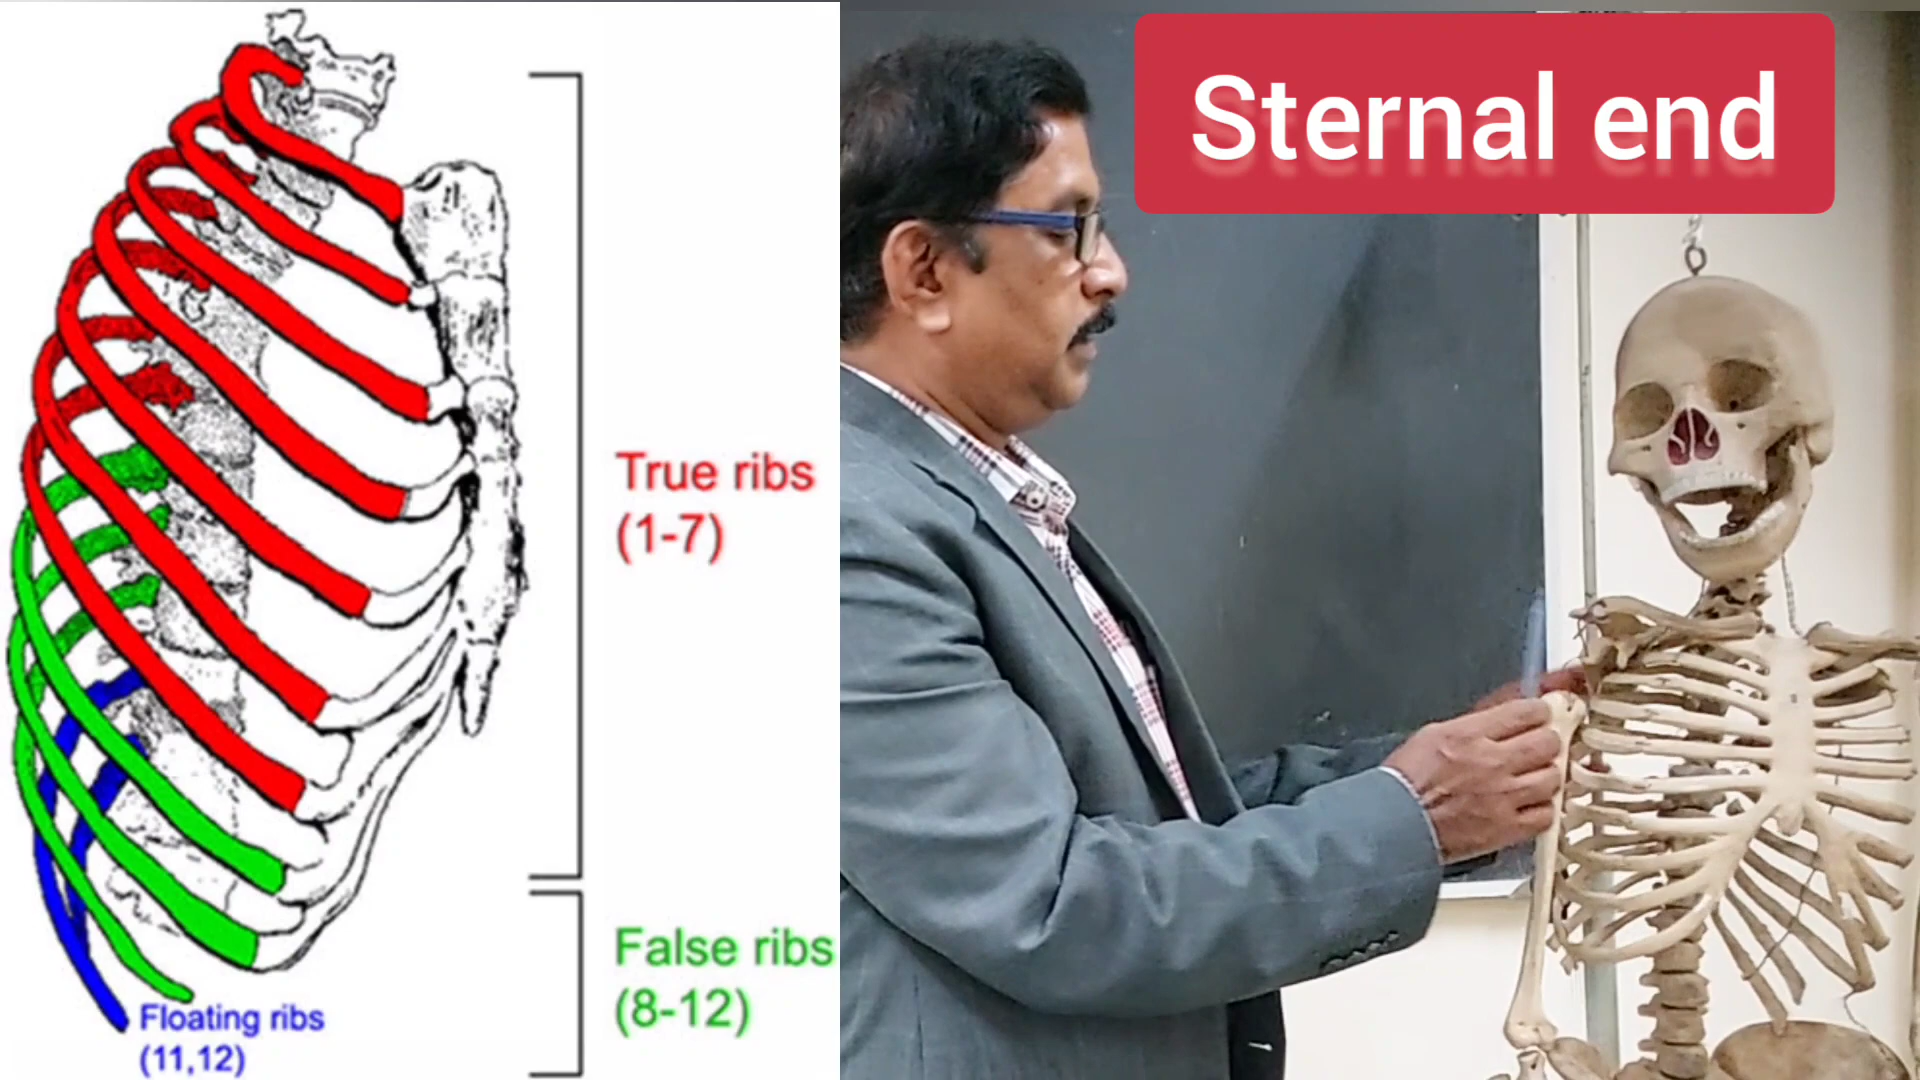 True ribs
(1-7)
False ribs
(8-12)
Floating ribs
(11,12)
Sternal end